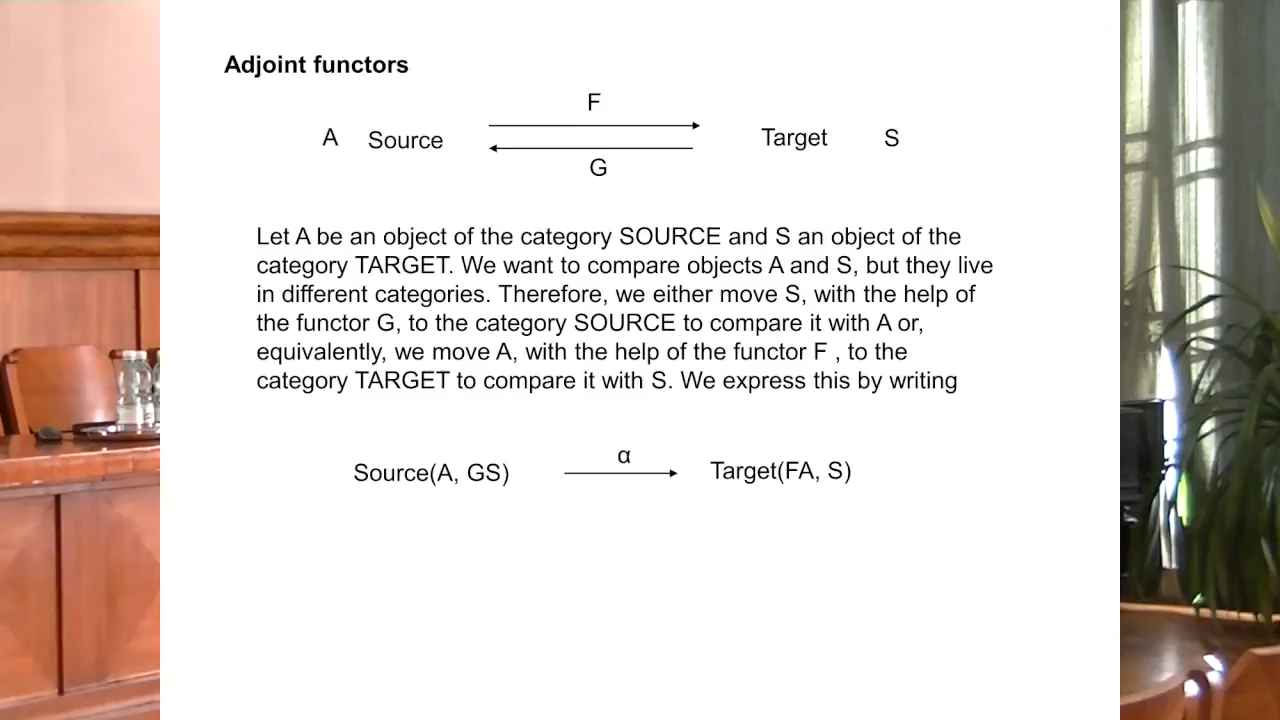 Adjoint functors
F
A Source Target S
G
Let A be an object of the category SOURCE and S an object of the
category TARGET. We want to compare objects A and S, but they live
in different categories. Therefore, we either move S, with the help of
the functor G, to the category SOURCE to compare it with A or,
equivalently, we move A, with the help of the functor F , to the
category TARGET to compare it with S. We express this by writing
α
Source(A, GS) Target(FA, S)